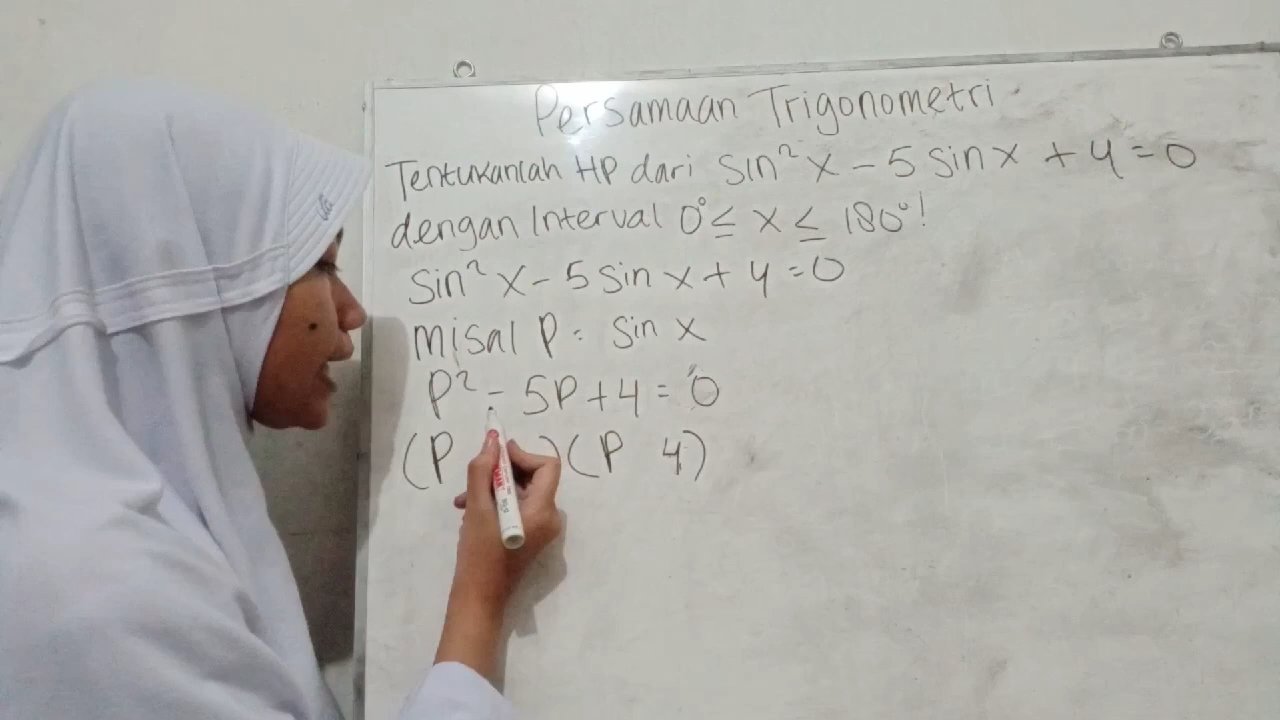 Persamaan Trigonometri
Tentukanlah HP dari sin² x - 5 sin x + 4 = 0
dengan Interval 0° ≤ x ≤ 180° !
sin² x - 5 sin x + 4 = 0
misal P = sin x
P² - 5P + 4 = 0
(P ) (P 4)